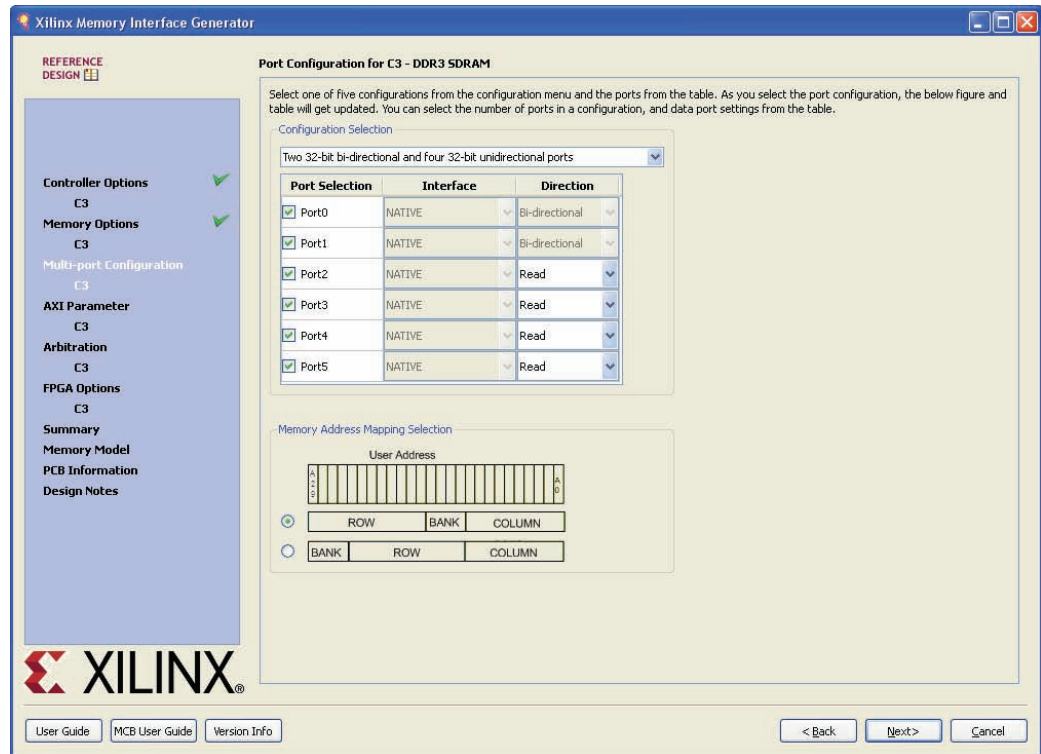 Xilinx Memory Interface Generator
REFERENCE
DESIGN
Controller Options
C3
Memory Options
C3
Multi-port Configuration
C3
AXI Parameter
C3
Arbitration
C3
FPGA Options
C3
Summary
Memory Model
PCB Information
Design Notes
XILINX®
Port Configuration for C3 - DDR3 SDRAM
Select one of five configurations from the configuration menu and the ports from the table. As you select the port configuration, the below figure and
table will get updated. You can select the number of ports in a configuration, and data port settings from the table.
Configuration Selection
Two 32-bit bi-directional and four 32-bit unidirectional ports
Port Selection Interface Direction
Port0 NATIVE Bi-directional
Port1 NATIVE Bi-directional
Port2 NATIVE Read
Port3 NATIVE Read
Port4 NATIVE Read
Port5 NATIVE Read
Memory Address Mapping Selection
User Address
A29 A0
ROW BANK COLUMN
BANK ROW COLUMN
User Guide MCB User Guide Version Info < Back Next> Cancel